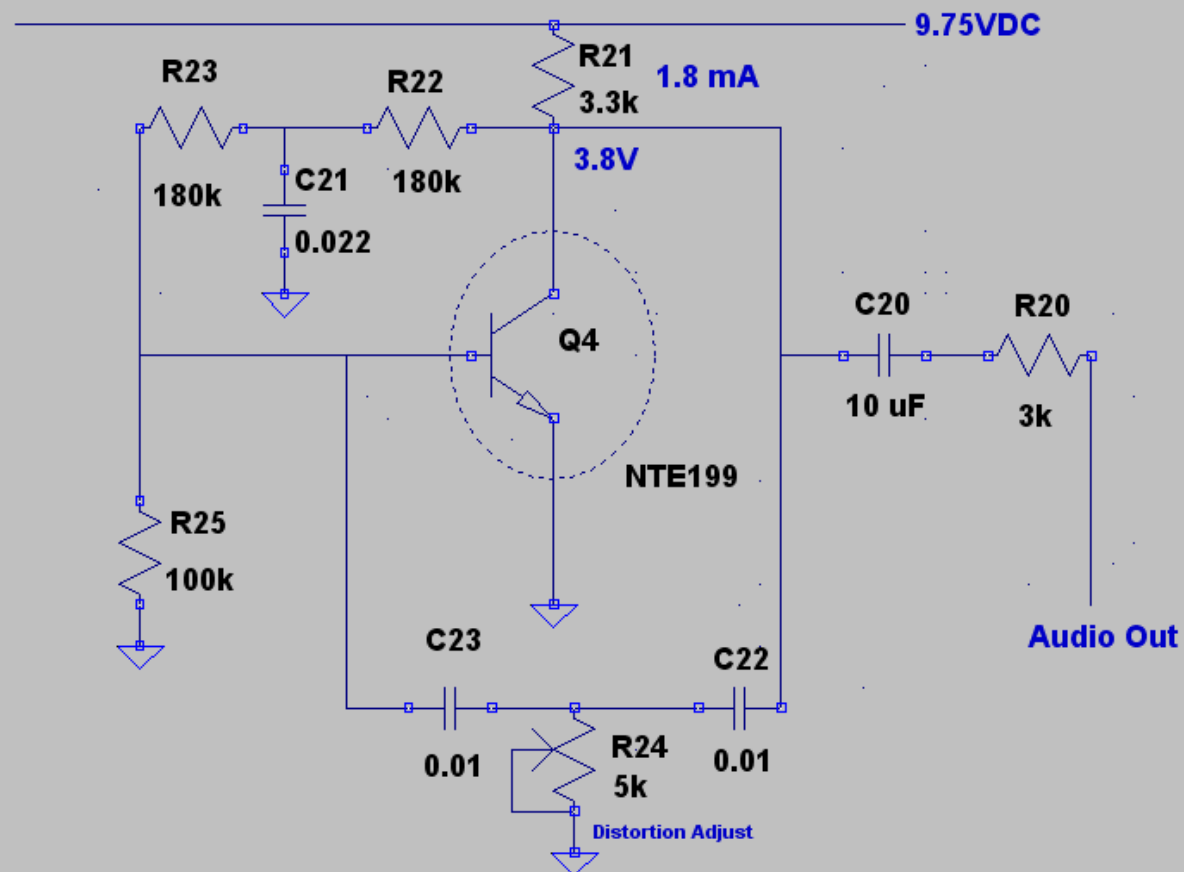 9.75VDC
R21
1.8 mA
3.3k
R23
R22
3.8V
180k
C21
180k
0.022
Q4
C20
R20
10 uF
3k
NTE199
R25
100k
C23
C22
Audio Out
0.01
R24
5k
0.01
Distortion Adjust